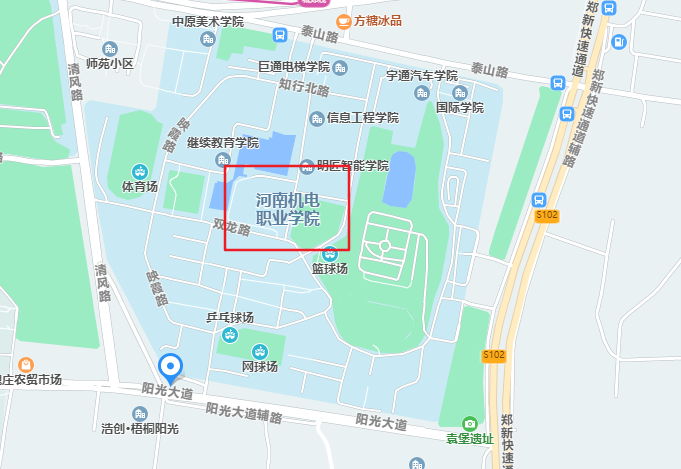 中原美术学院
方糖冰品
泰山路
郑新快速通道
师苑小区
清风路
巨通电梯学院
宇通汽车学院
泰山路
知行北路
国际学院
郑新快速通道辅路
映霞路
信息工程学院
继续教育学院
明匠智能学院
体育场
河南机电
职业学院
S102
双龙路
篮球场
清风路
映霞路
乒乓球场
S102
网球场
庄农贸市场
阳光大道
阳光大道辅路
阳光大道
浩创·梧桐阳光
袁堡遗址
郑新快速通